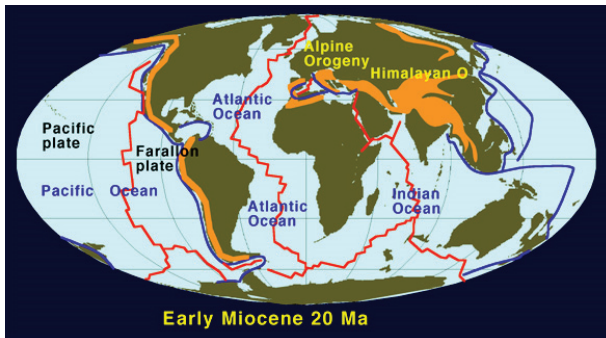 Alpine
Orogeny
Himalayan O
Atlantic
Ocean
Pacific
plate
Farallon
plate
Pacific Ocean
Atlantic
Ocean
Indian
Ocean
Early Miocene 20 Ma